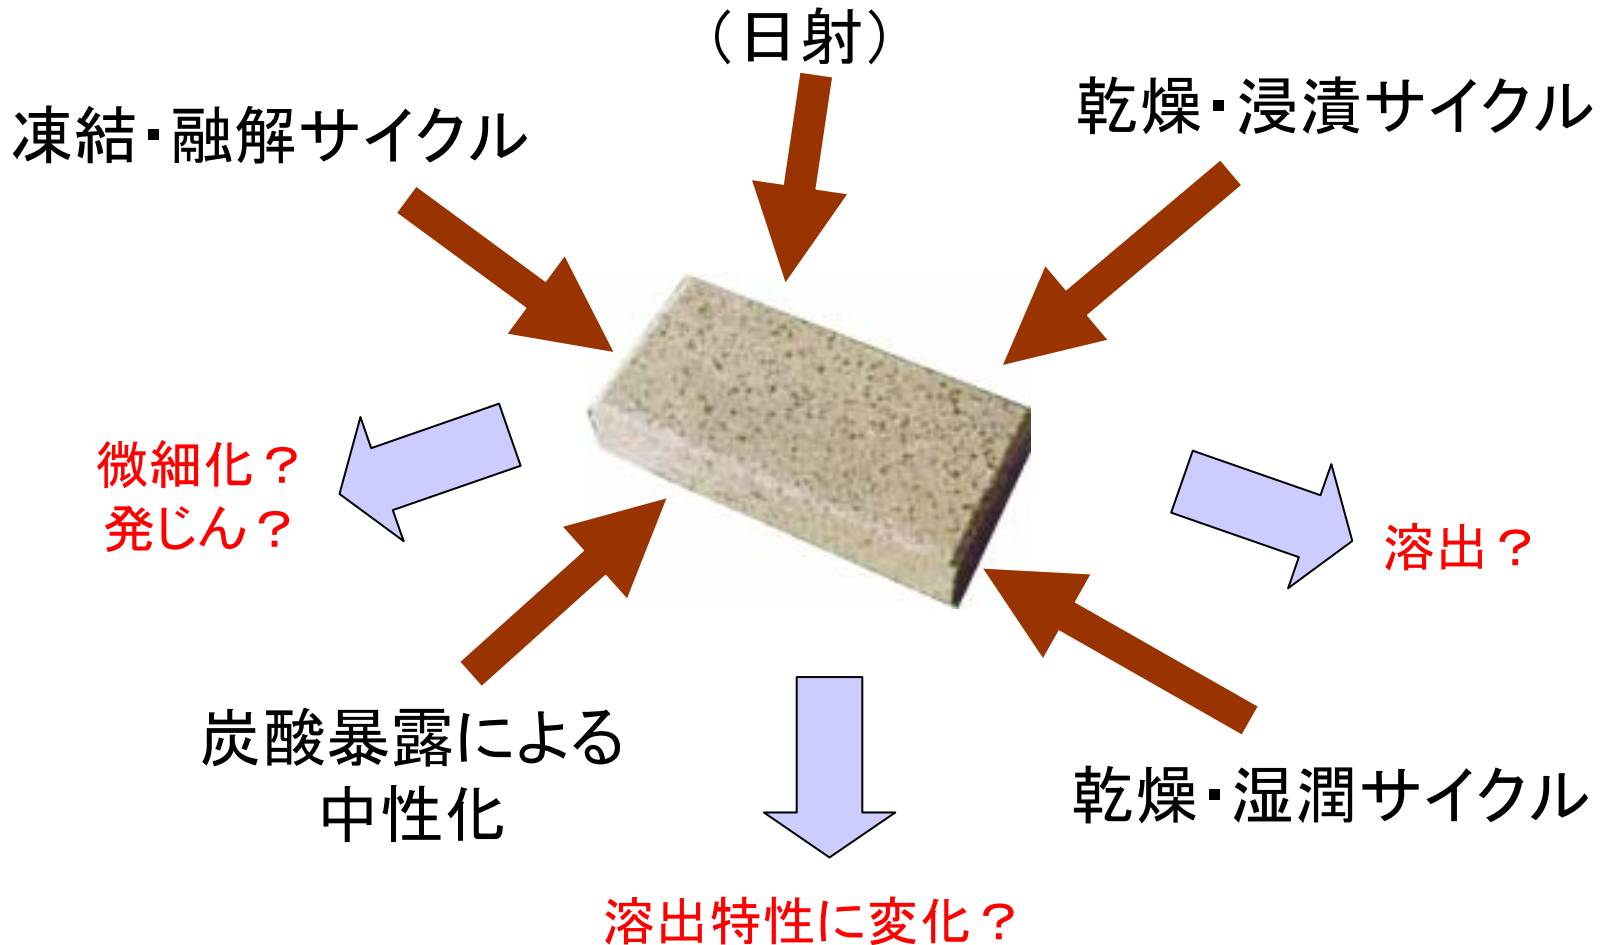 （日射）
凍結・融解サイクル
乾燥・浸漬サイクル
微細化？
発じん？
溶出？
炭酸暴露による
中性化
乾燥・湿潤サイクル
溶出特性に変化？